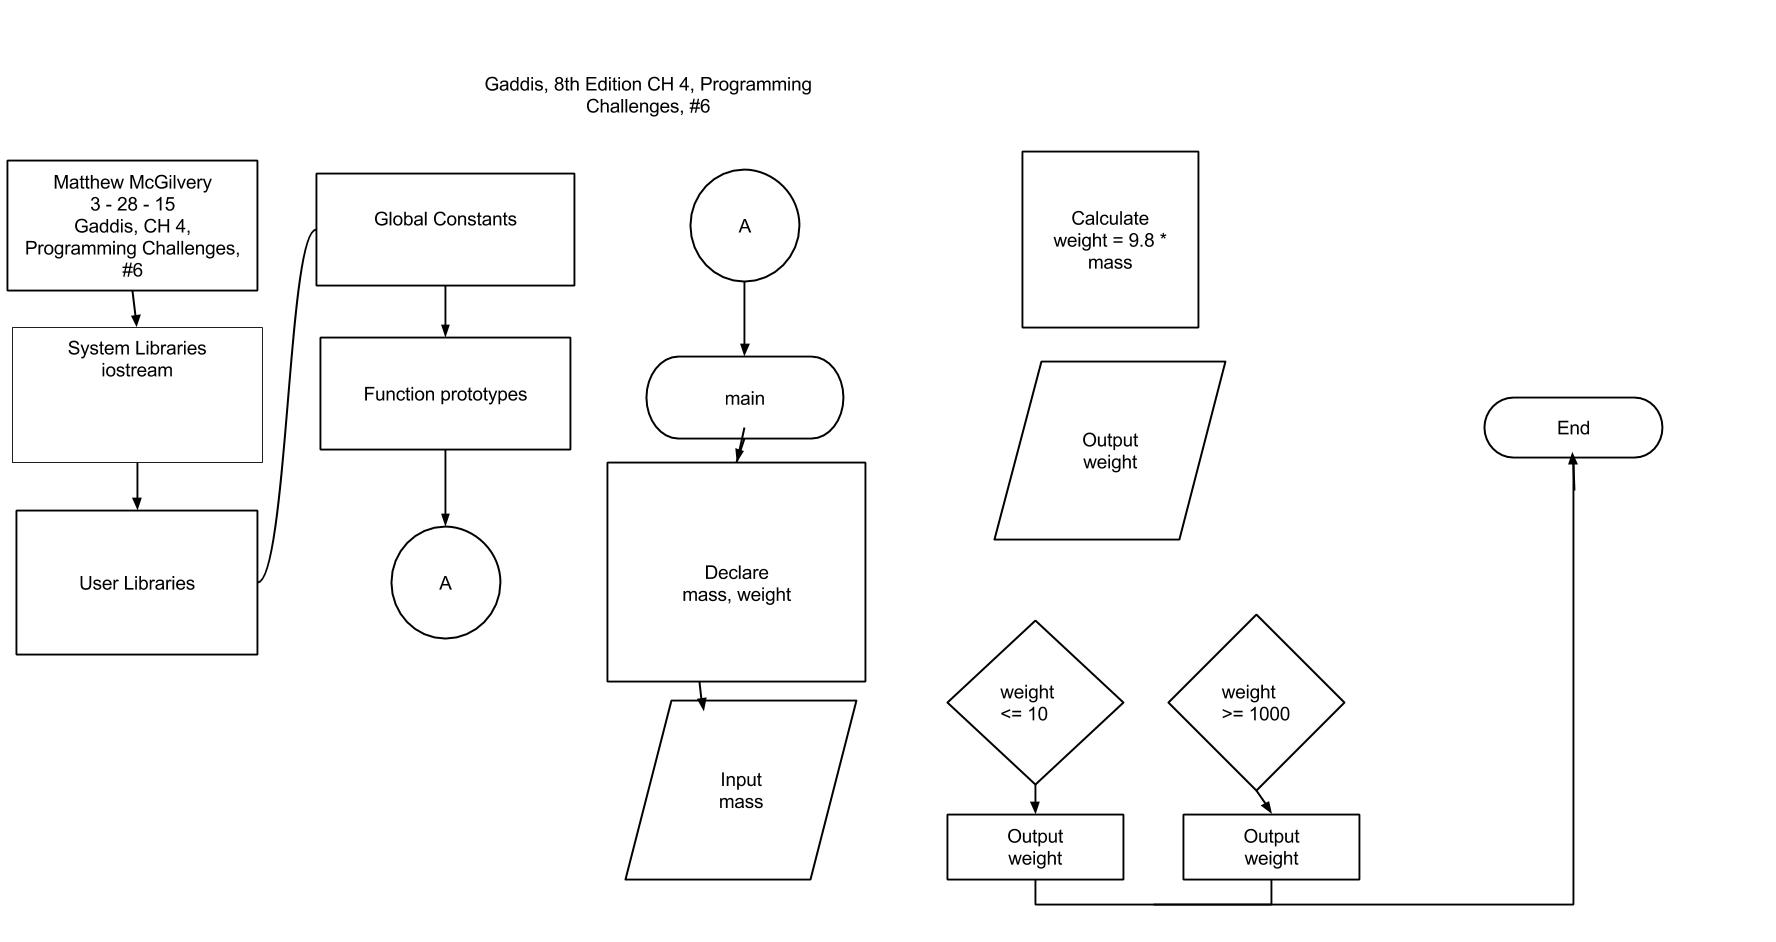 Gaddis, 8th Edition CH 4, Programming
Challenges, #6
Matthew McGilvery
3 - 28 - 15
Gaddis, CH 4,
Programming Challenges,
#6
System Libraries
iostream
User Libraries
Global Constants
Function prototypes
A
A
main
Declare
mass, weight
Input
mass
Calculate
weight = 9.8 *
mass
Output
weight
weight
<= 10
Output
weight
weight
>= 1000
Output
weight
End